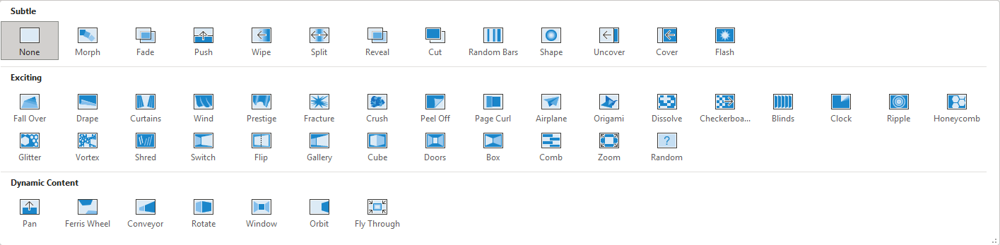 Subtle
None Morph Fade Push Wipe Split Reveal Cut Random Bars Shape Uncover Cover Flash
Exciting
Fall Over Drape Curtains Wind Prestige Fracture Crush Peel Off Page Curl Airplane Origami Dissolve Checkerboa... Blinds Clock Ripple Honeycomb
?
Glitter Vortex Shred Switch Flip Gallery Cube Doors Box Comb Zoom Random
Dynamic Content
Pan Ferris Wheel Conveyor Rotate Window Orbit Fly Through